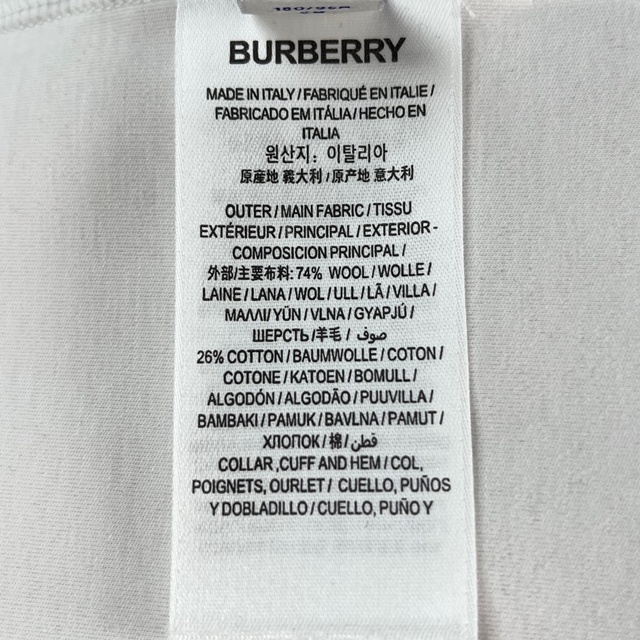 BURBERRY
MADE IN ITALY / FABRIQUÉ EN ITALIE /
FABRICADO EM ITÁLIA / HECHO EN
ITALIA
원산지: 이탈리아
原産地 義大利 / 原产地 意大利
OUTER / MAIN FABRIC / TISSU
EXTÉRIEUR / PRINCIPAL / EXTERIOR -
COMPOSICION PRINCIPAL /
外部/主要布料: 74% WOOL / WOLLE /
LAINE / LANA / WOL / ULL / LÃ / VILLA /
ΜΑΛΛΙ/ YÜN / VLNA / GYAPJÚ /
ШЕРСТЬ /羊毛 / صوف /
26% COTTON / BAUMWOLLE / COTON /
COTONE / KATOEN / BOMULL /
ALGODÓN / ALGODÃO / PUUVILLA /
BAMBAKI / PAMUK / BAVLNA / PAMUT /
ХЛОПОК / 棉/ قطن /
COLLAR ,CUFF AND HEM / COL,
POIGNETS, OURLET / CUELLO, PUÑOS
Y DOBLADILLO / CUELLO, PUÑO Y